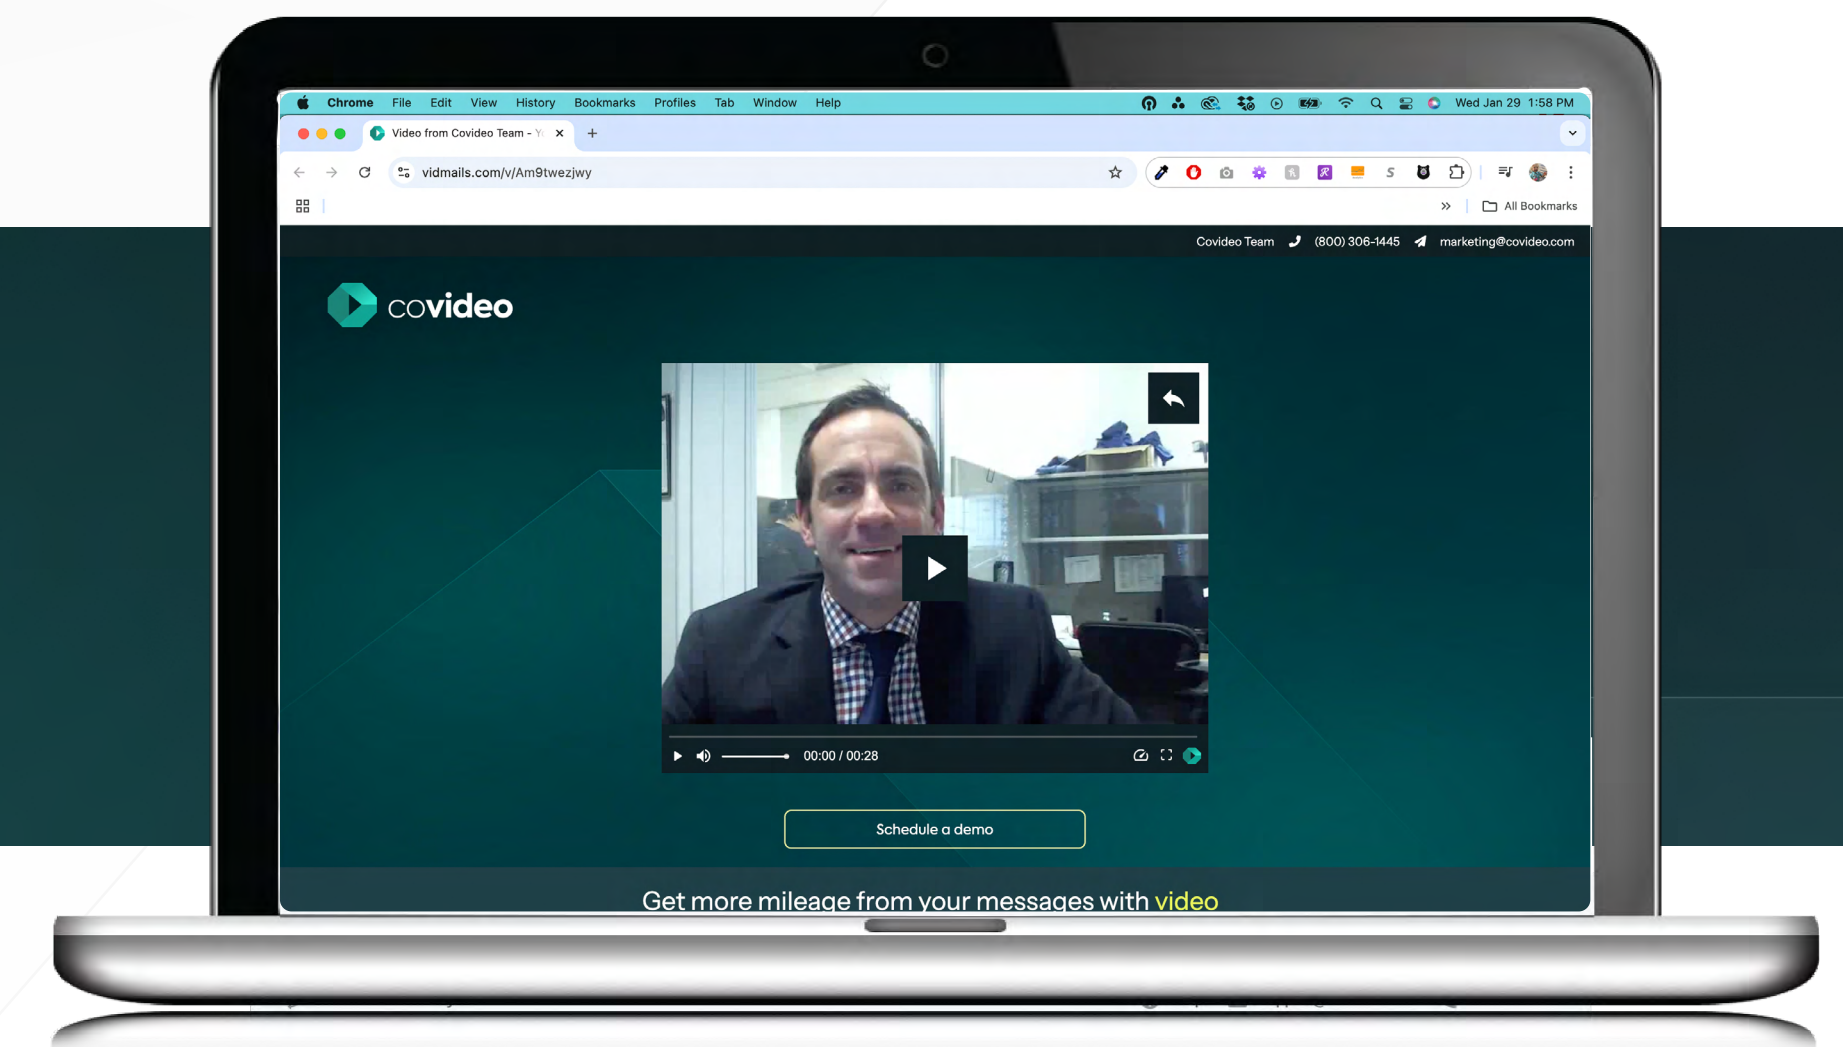 Chrome File Edit View History Bookmarks Profiles Tab Window Help Wed Jan 29 1:58 PM
Video from Covideo Team -
vidmails.com/v/Am9twezjwy
All Bookmarks
Covideo Team (800) 306-1445 marketing@covideo.com
covideo
00:00 / 00:28
Schedule a demo
Get more mileage from your messages with video